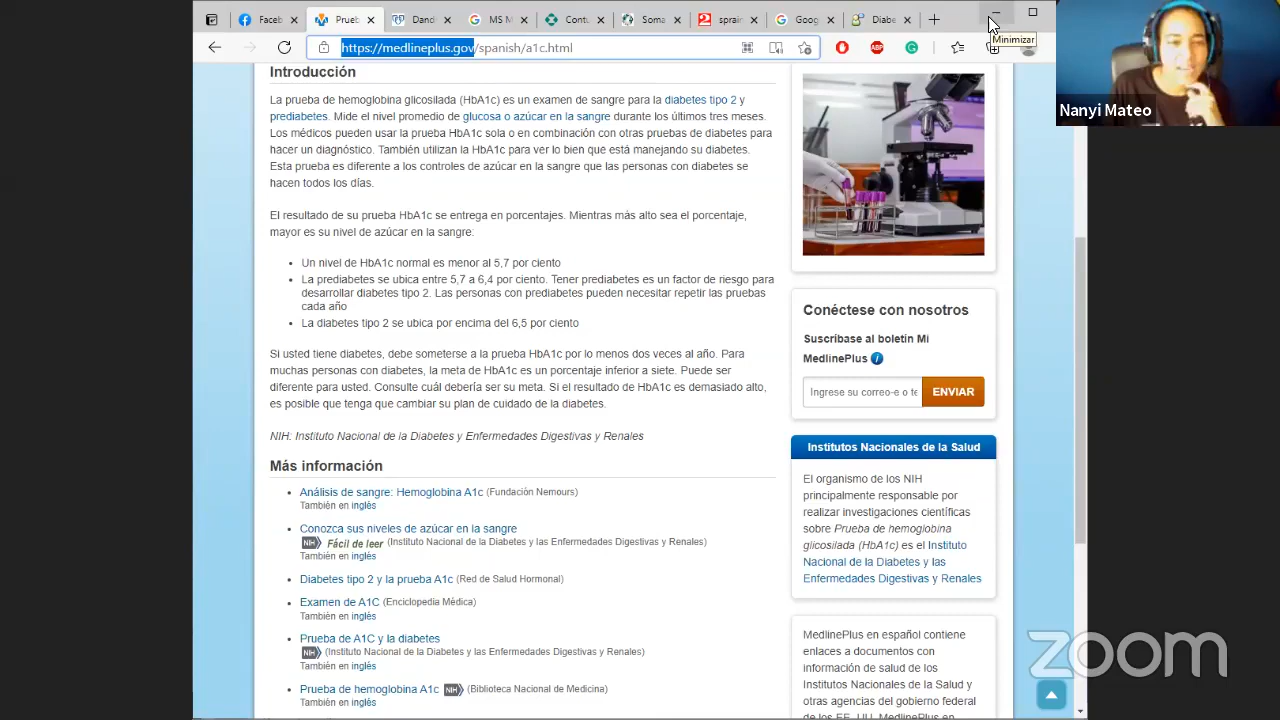 Faceb
Prueb
Dando
MS M
Contu
Soma
sprain
Goog
Diabe
https://medlineplus.gov/spanish/a1c.html
ABP
Minimizar
Nanyi Mateo
Introducción
La prueba de hemoglobina glicosilada (HbA1c) es un examen de sangre para la diabetes tipo 2 y
prediabetes. Mide el nivel promedio de glucosa o azúcar en la sangre durante los últimos tres meses.
Los médicos pueden usar la prueba HbA1c sola o en combinación con otras pruebas de diabetes para
hacer un diagnóstico. También utilizan la HbA1c para ver lo bien que está manejando su diabetes.
Esta prueba es diferente a los controles de azúcar en la sangre que las personas con diabetes se
hacen todos los días.
El resultado de su prueba HbA1c se entrega en porcentajes. Mientras más alto sea el porcentaje,
mayor es su nivel de azúcar en la sangre:
• Un nivel de HbA1c normal es menor al 5,7 por ciento
• La prediabetes se ubica entre 5,7 a 6,4 por ciento. Tener prediabetes es un factor de riesgo para
desarrollar diabetes tipo 2. Las personas con prediabetes pueden necesitar repetir las pruebas
cada año
• La diabetes tipo 2 se ubica por encima del 6,5 por ciento
Si usted tiene diabetes, debe someterse a la prueba HbA1c por lo menos dos veces al año. Para
muchas personas con diabetes, la meta de HbA1c es un porcentaje inferior a siete. Puede ser
diferente para usted. Consulte cuál debería ser su meta. Si el resultado de HbA1c es demasiado alto,
es posible que tenga que cambiar su plan de cuidado de la diabetes.
NIH: Instituto Nacional de la Diabetes y Enfermedades Digestivas y Renales
Más información
• Análisis de sangre: Hemoglobina A1c (Fundación Nemours)
También en inglés
• Conozca sus niveles de azúcar en la sangre
NIH Fácil de leer (Instituto Nacional de la Diabetes y las Enfermedades Digestivas y Renales)
También en inglés
• Diabetes tipo 2 y la prueba A1c (Red de Salud Hormonal)
• Examen de A1C (Enciclopedia Médica)
También en inglés
• Prueba de A1C y la diabetes
NIH (Instituto Nacional de la Diabetes y las Enfermedades Digestivas y Renales)
También en inglés
• Prueba de hemoglobina A1c NIH (Biblioteca Nacional de Medicina)
También en inglés
Conéctese con nosotros
Suscríbase al boletín Mi
MedlinePlus
Ingrese su correo-e o te
ENVIAR
Institutos Nacionales de la Salud
El organismo de los NIH
principalmente responsable por
realizar investigaciones científicas
sobre Prueba de hemoglobina
glicosilada (HbA1c) es el Instituto
Nacional de la Diabetes y las
Enfermedades Digestivas y Renales
MedlinePlus en español contiene
enlaces a documentos con
información de salud de los
Institutos Nacionales de la Salud y
otras agencias del gobierno federal
de los EE. UU. MedlinePlus en
zoom